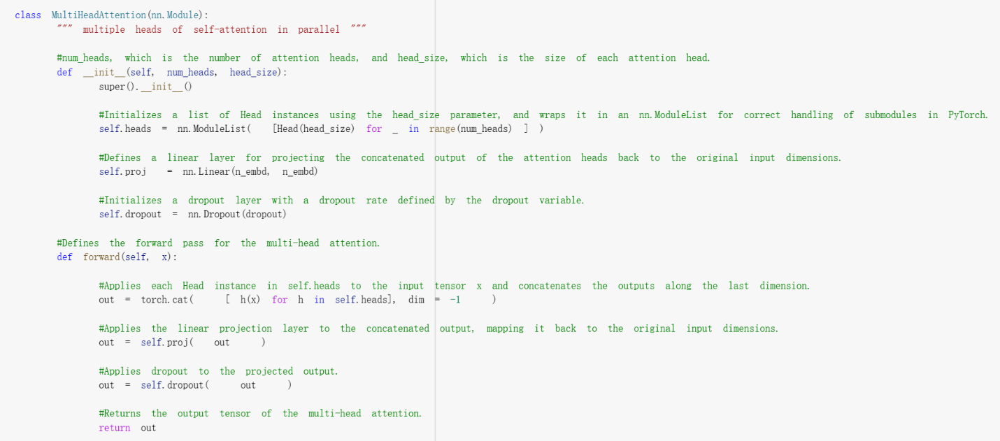 class MultiHeadAttention(nn.Module):
""" multiple heads of self-attention in parallel """
#num_heads, which is the number of attention heads, and head_size, which is the size of each attention head.
def __init__(self, num_heads, head_size):
super().__init__()
#Initializes a list of Head instances using the head_size parameter, and wraps it in an nn.ModuleList for correct handling of submodules in PyTorch.
self.heads = nn.ModuleList( [Head(head_size) for _ in range(num_heads) ] )
#Defines a linear layer for projecting the concatenated output of the attention heads back to the original input dimensions.
self.proj = nn.Linear(n_embd, n_embd)
#Initializes a dropout layer with a dropout rate defined by the dropout variable.
self.dropout = nn.Dropout(dropout)
#Defines the forward pass for the multi-head attention.
def forward(self, x):
#Applies each Head instance in self.heads to the input tensor x and concatenates the outputs along the last dimension.
out = torch.cat( [ h(x) for h in self.heads], dim = -1 )
#Applies the linear projection layer to the concatenated output, mapping it back to the original input dimensions.
out = self.proj( out )
#Applies dropout to the projected output.
out = self.dropout( out )
#Returns the output tensor of the multi-head attention.
return out